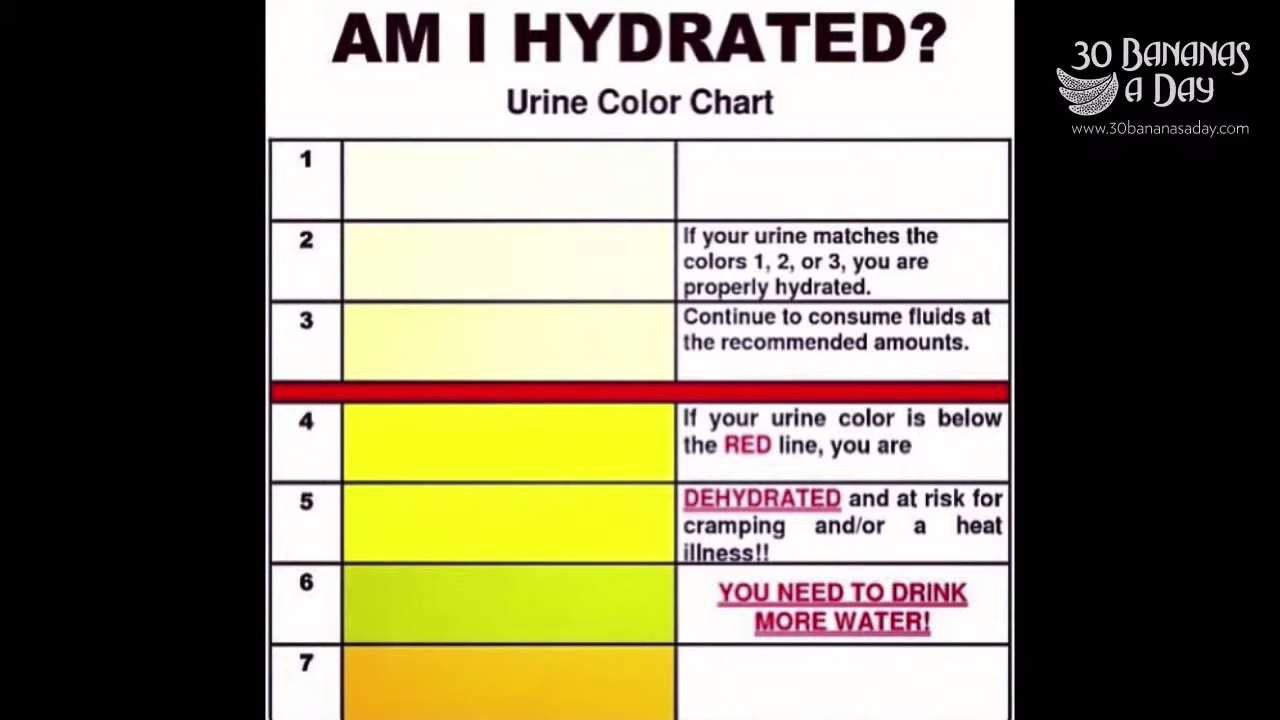 AM I HYDRATED?
Urine Color Chart
30 BANANAS
A DAY
www.30bananasaday.com
1
2
If your urine matches the
colors 1, 2, or 3, you are
properly hydrated.
3
Continue to consume fluids at
the recommended amounts.
4
If your urine color is below
the RED line, you are
5
DEHYDRATED and at risk for
cramping and/or a heat
illness!!
6
YOU NEED TO DRINK
MORE WATER!
7